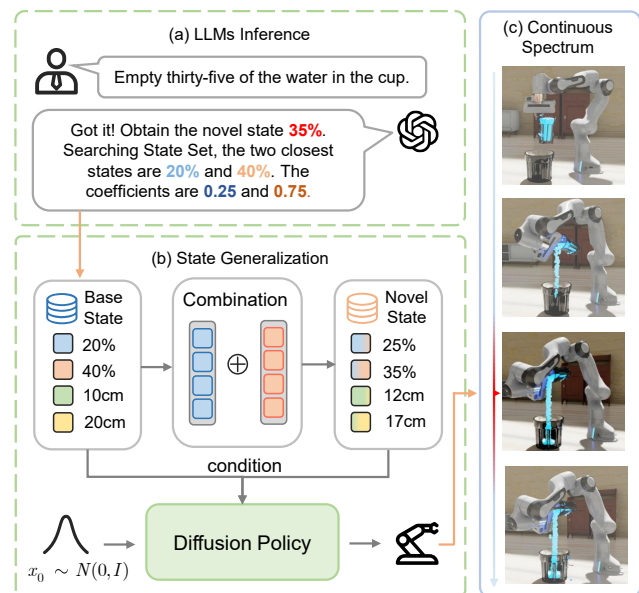 (a) LLMs Inference
Empty thirty-five of the water in the cup.
Got it! Obtain the novel state 35%.
Searching State Set, the two closest
states are 20% and 40%. The
coefficients are 0.25 and 0.75.
(b) State Generalization
Base
State
20%
40%
10cm
20cm
Combination
⊕
Novel
State
25%
35%
12cm
17cm
condition
Diffusion Policy
x₀ ~ N(0, I)
(c) Continuous
Spectrum